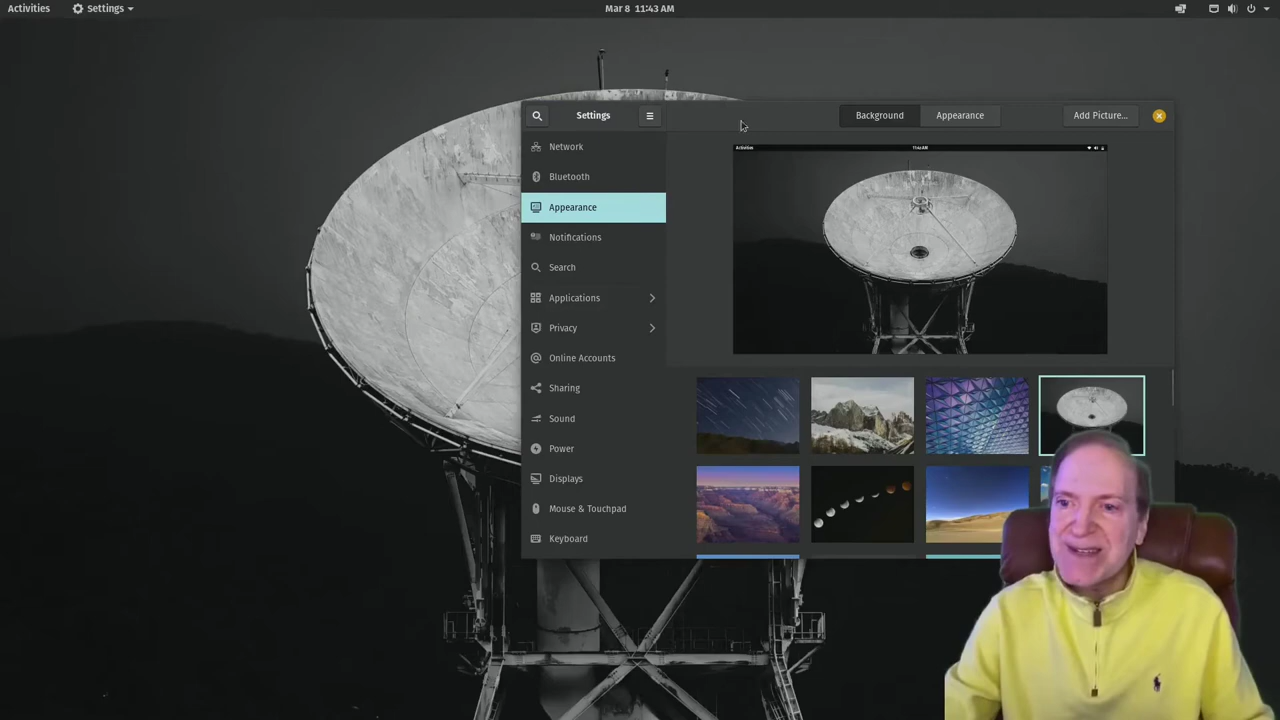 Activities
Settings
Mar 8 11:43 AM
Settings
Background
Appearance
Add Picture...
Network
Bluetooth
Appearance
Notifications
Search
Applications
Privacy
Online Accounts
Sharing
Sound
Power
Displays
Mouse & Touchpad
Keyboard
Activities